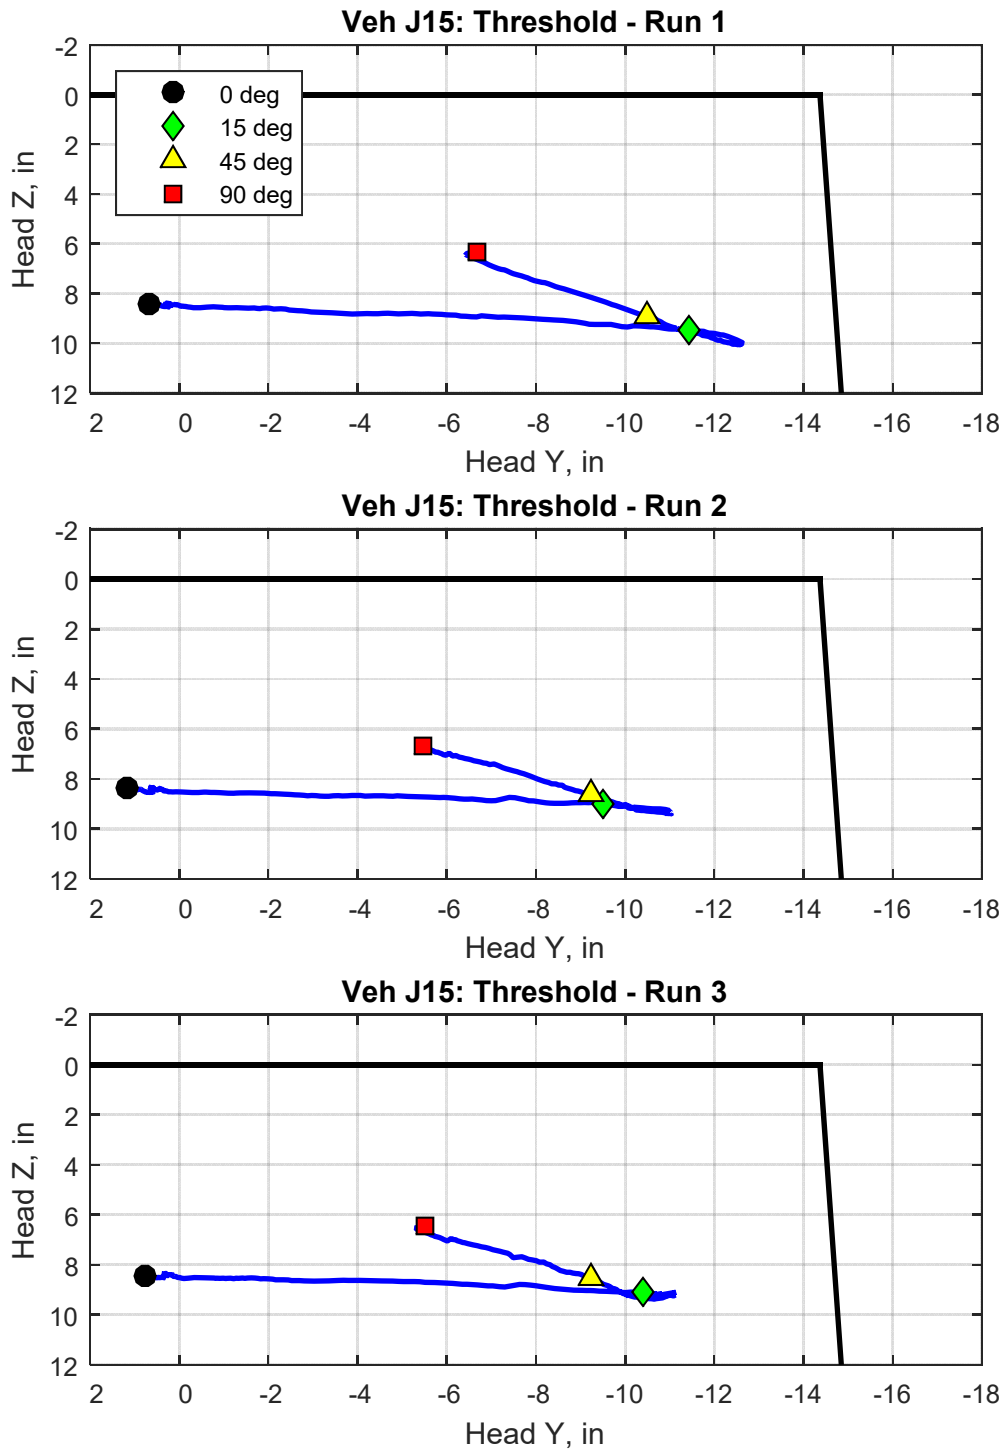 Veh J15: Threshold - Run 1
-2
0
2
4
6
8
10
12
Head Z, in
0 deg
15 deg
45 deg
90 deg
2 0 -2 -4 -6 -8 -10 -12 -14 -16 -18
Head Y, in
Veh J15: Threshold - Run 2
-2
0
2
4
6
8
10
12
Head Z, in
2 0 -2 -4 -6 -8 -10 -12 -14 -16 -18
Head Y, in
Veh J15: Threshold - Run 3
-2
0
2
4
6
8
10
12
Head Z, in
2 0 -2 -4 -6 -8 -10 -12 -14 -16 -18
Head Y, in